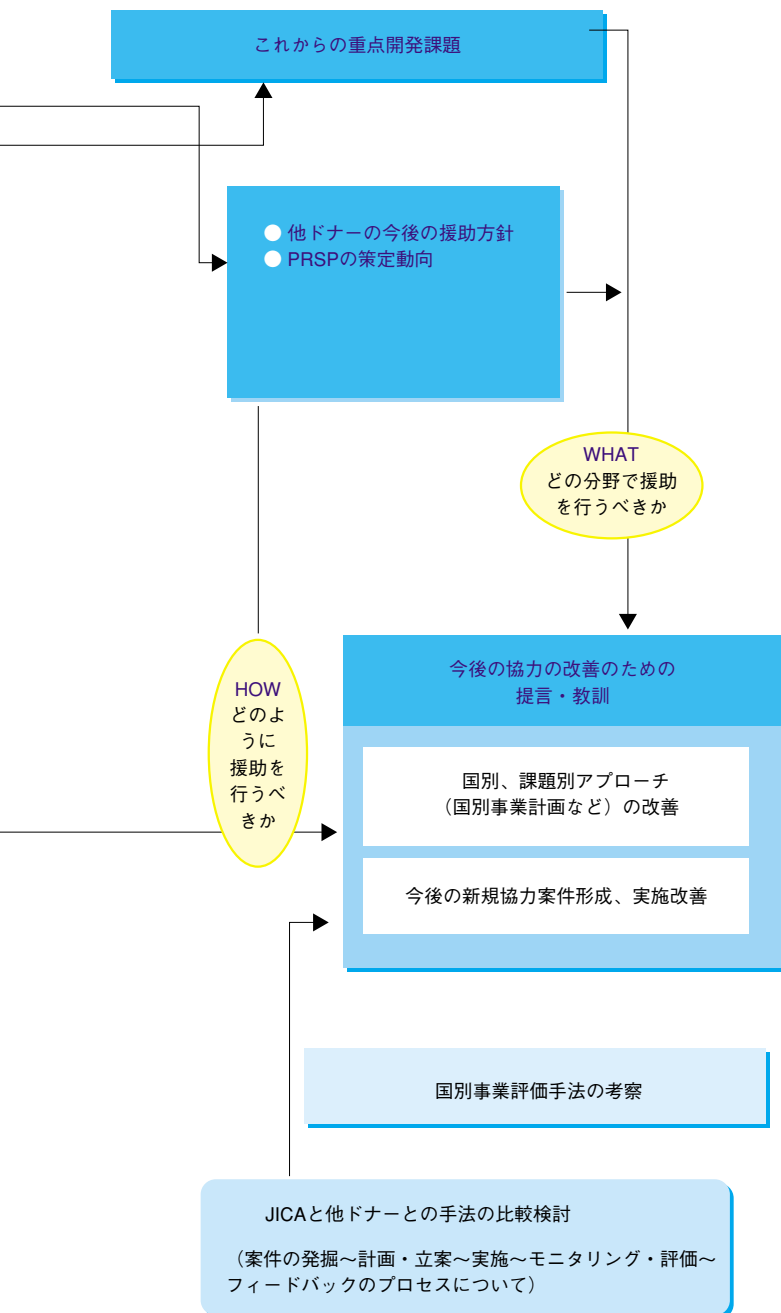 これからの重点開発課題
● 他ドナーの今後の援助方針
● PRSPの策定動向
WHAT
どの分野で援助
を行うべきか
HOW
どのよ
うに
援助を
行うべ
きか
今後の協力の改善のための
提言・教訓
国別、課題別アプローチ
（国別事業計画など）の改善
今後の新規協力案件形成、実施改善
国別事業評価手法の考察
JICAと他ドナーとの手法の比較検討
（案件の発掘～計画・立案～実施～モニタリング・評価～
フィードバックのプロセスについて）